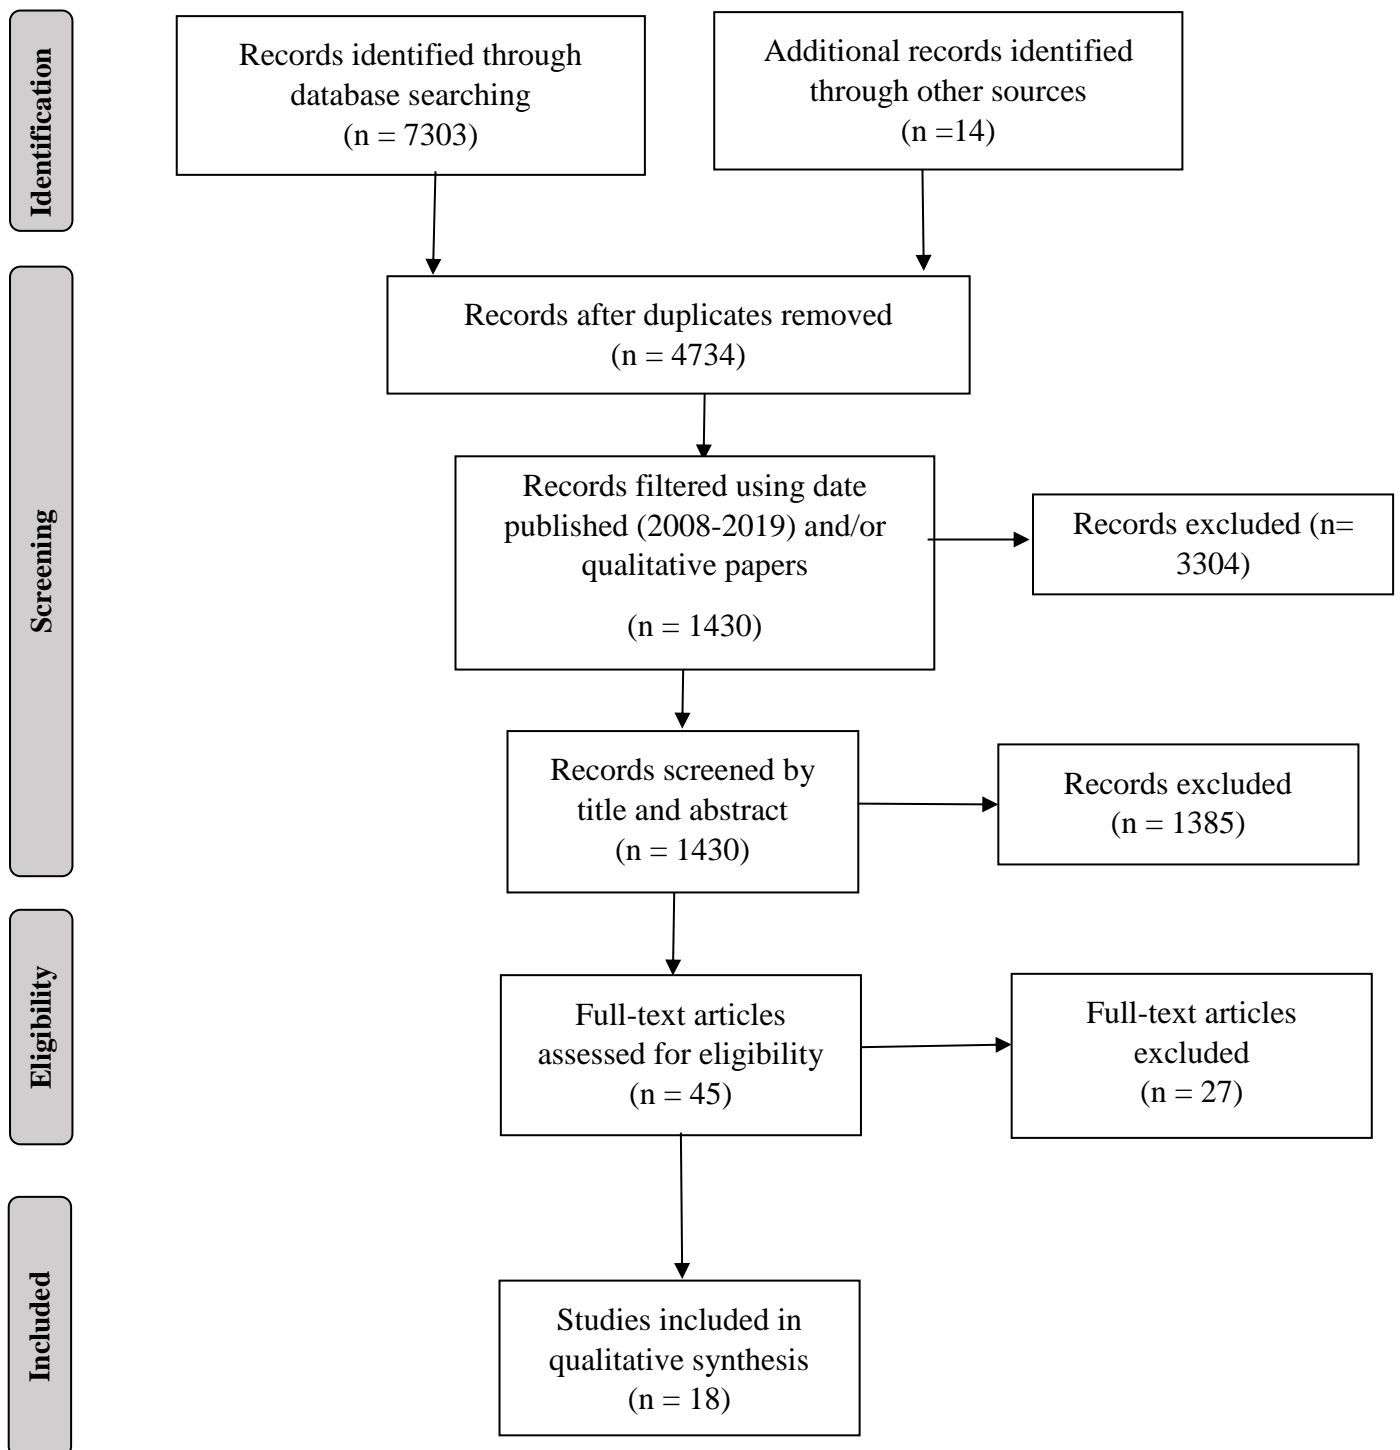 Identification
Records identified through
database searching
(n = 7303)
Additional records identified
through other sources
(n =14)
Screening
Records after duplicates removed
(n = 4734)
Records filtered using date
published (2008-2019) and/or
qualitative papers
(n = 1430)
Records excluded (n=
3304)
Records screened by
title and abstract
(n = 1430)
Records excluded
(n = 1385)
Eligibility
Full-text articles
assessed for eligibility
(n = 45)
Full-text articles
excluded
(n = 27)
Included
Studies included in
qualitative synthesis
(n = 18)